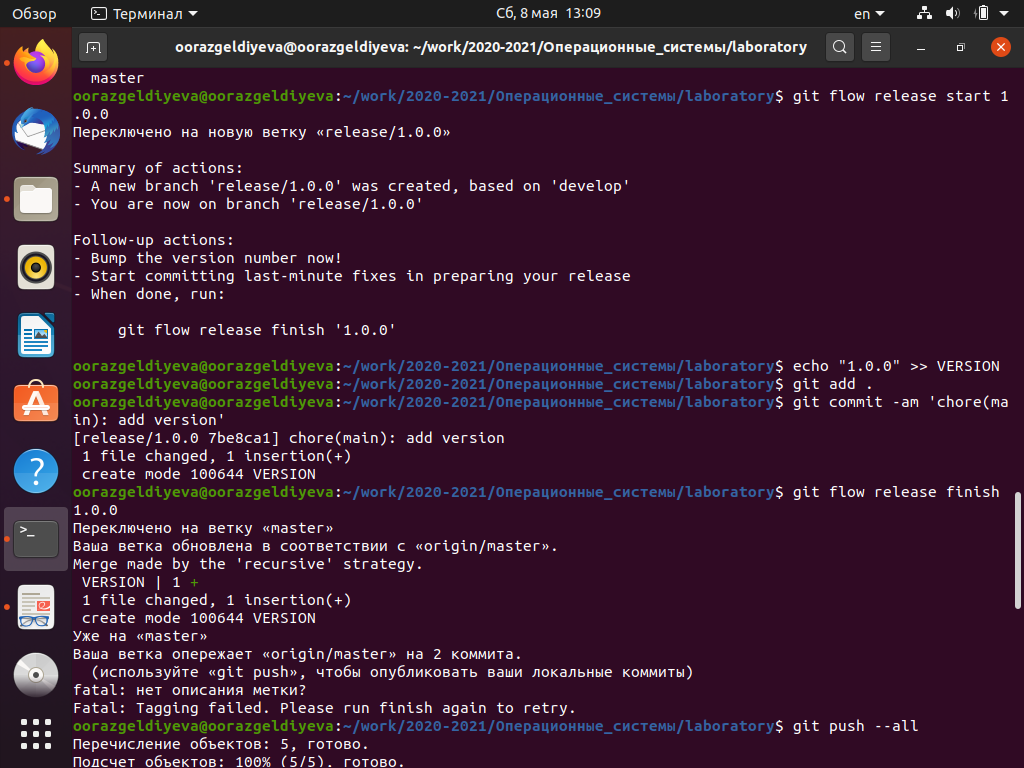 Обзор
Терминал
Сб, 8 мая 13:09
en
oorazgeldiyeva@oorazgeldiyeva: ~/work/2020-2021/Операционные_системы/laboratory
master
oorazgeldiyeva@oorazgeldiyeva:~/work/2020-2021/Операционные_системы/laboratory$ git flow release start 1
.0.0
Переключено на новую ветку «release/1.0.0»
Summary of actions:
- A new branch 'release/1.0.0' was created, based on 'develop'
- You are now on branch 'release/1.0.0'
Follow-up actions:
- Bump the version number now!
- Start committing last-minute fixes in preparing your release
- When done, run:
git flow release finish '1.0.0'
oorazgeldiyeva@oorazgeldiyeva:~/work/2020-2021/Операционные_системы/laboratory$ echo "1.0.0" >> VERSION
oorazgeldiyeva@oorazgeldiyeva:~/work/2020-2021/Операционные_системы/laboratory$ git add .
oorazgeldiyeva@oorazgeldiyeva:~/work/2020-2021/Операционные_системы/laboratory$ git commit -am 'chore(ma
in): add version'
[release/1.0.0 7be8ca1] chore(main): add version
1 file changed, 1 insertion(+)
create mode 100644 VERSION
oorazgeldiyeva@oorazgeldiyeva:~/work/2020-2021/Операционные_системы/laboratory$ git flow release finish
1.0.0
Переключено на ветку «master»
Ваша ветка обновлена в соответствии с «origin/master».
Merge made by the 'recursive' strategy.
VERSION | 1 +
1 file changed, 1 insertion(+)
create mode 100644 VERSION
Уже на «master»
Ваша ветка опережает «origin/master» на 2 коммита.
(используйте «git push», чтобы опубликовать ваши локальные коммиты)
fatal: нет описания метки?
Fatal: Tagging failed. Please run finish again to retry.
oorazgeldiyeva@oorazgeldiyeva:~/work/2020-2021/Операционные_системы/laboratory$ git push --all
Перечисление объектов: 5, готово.
Подсчет объектов: 100% (5/5), готово.